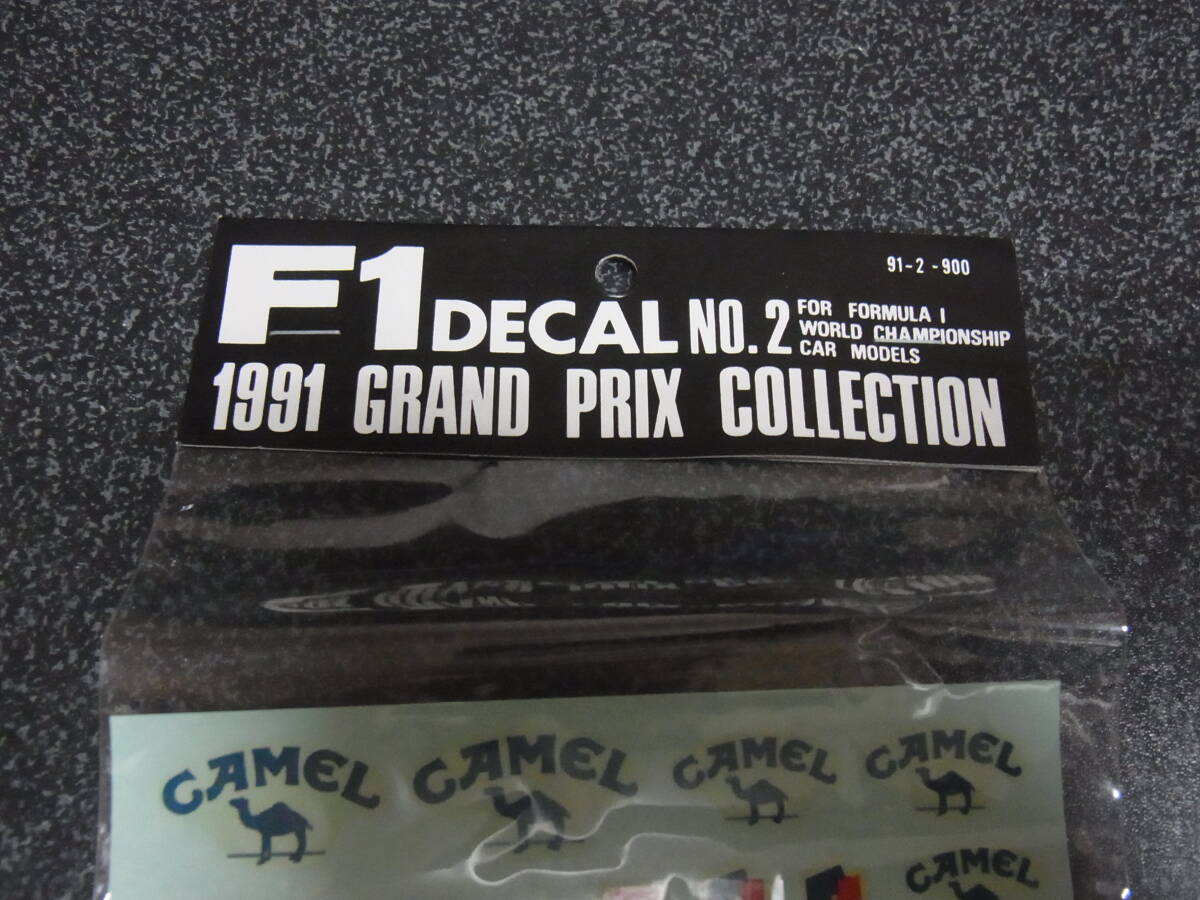 91-2-900
F1 DECAL NO.2
FOR FORMULA I
WORLD CHAMPIONSHIP
CAR MODELS
1991 GRAND PRIX COLLECTION
CAMEL CAMEL CAMEL CAMEL
CAMEL